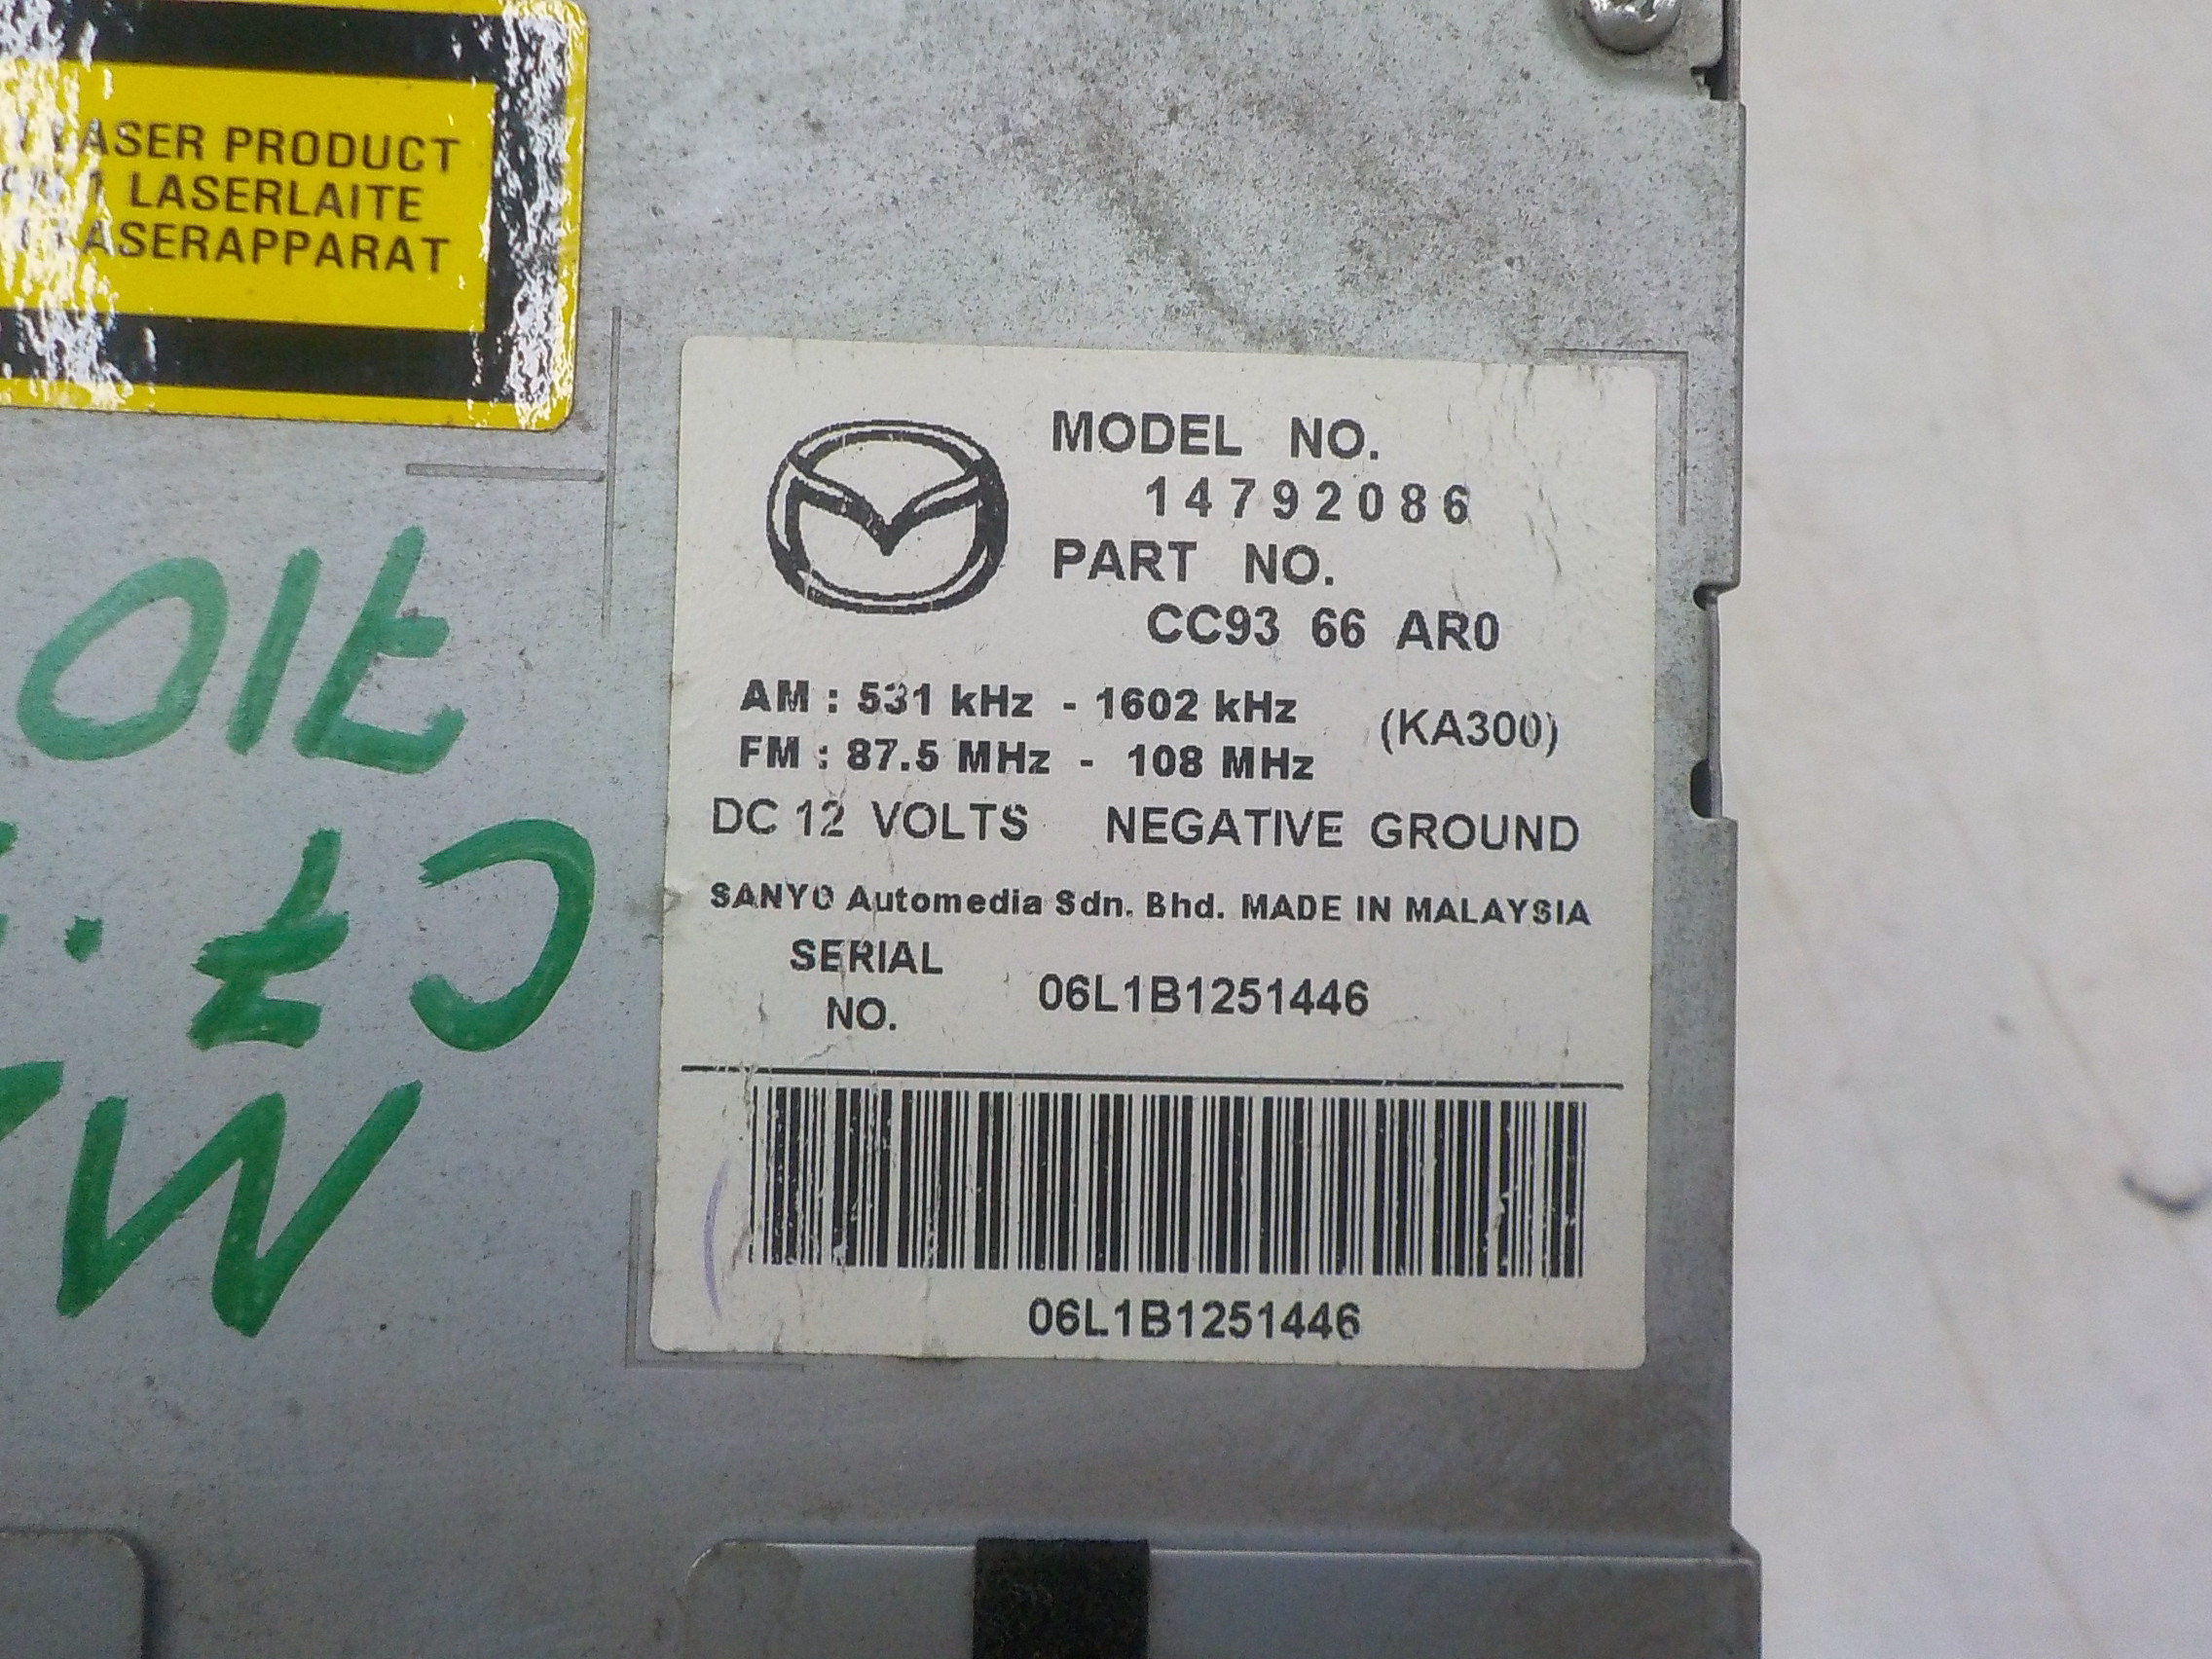 LASER PRODUCT
1 LASERLAITE
LASERAPPARAT
MODEL NO.
14792086
PART NO.
CC93 66 AR0
AM : 531 kHz - 1602 kHz
(KA300)
FM : 87.5 MHz - 108 MHz
DC 12 VOLTS NEGATIVE GROUND
SANYO Automedia Sdn. Bhd. MADE IN MALAYSIA
SERIAL
NO.
06L1B1251446
06L1B1251446